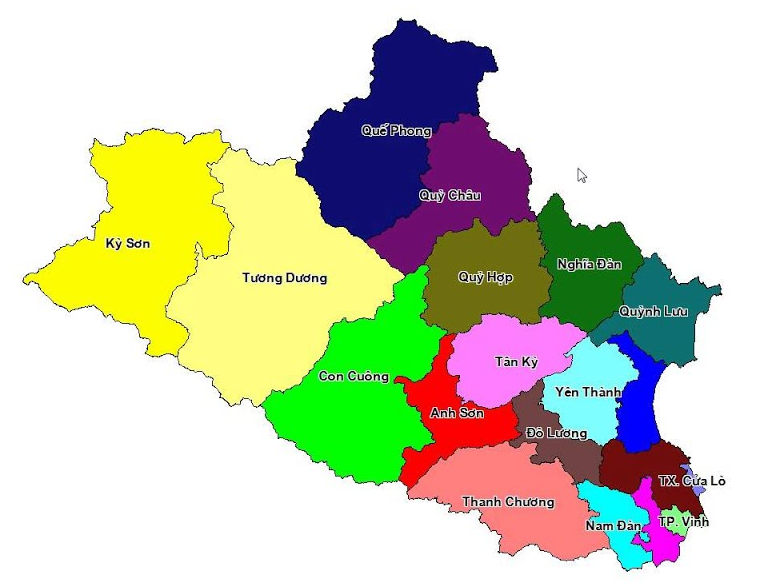 Quế Phong
Quỳ Châu
Kỳ Sơn
Tương Dương
Quỳ Hợp
Nghĩa Đàn
Quỳnh Lưu
Tân Kỳ
Con Cuông
Yên Thành
Anh Sơn
Đô Lương
TX. Cửa Lò
Thanh Chương
Nam Đàn
TP. Vinh